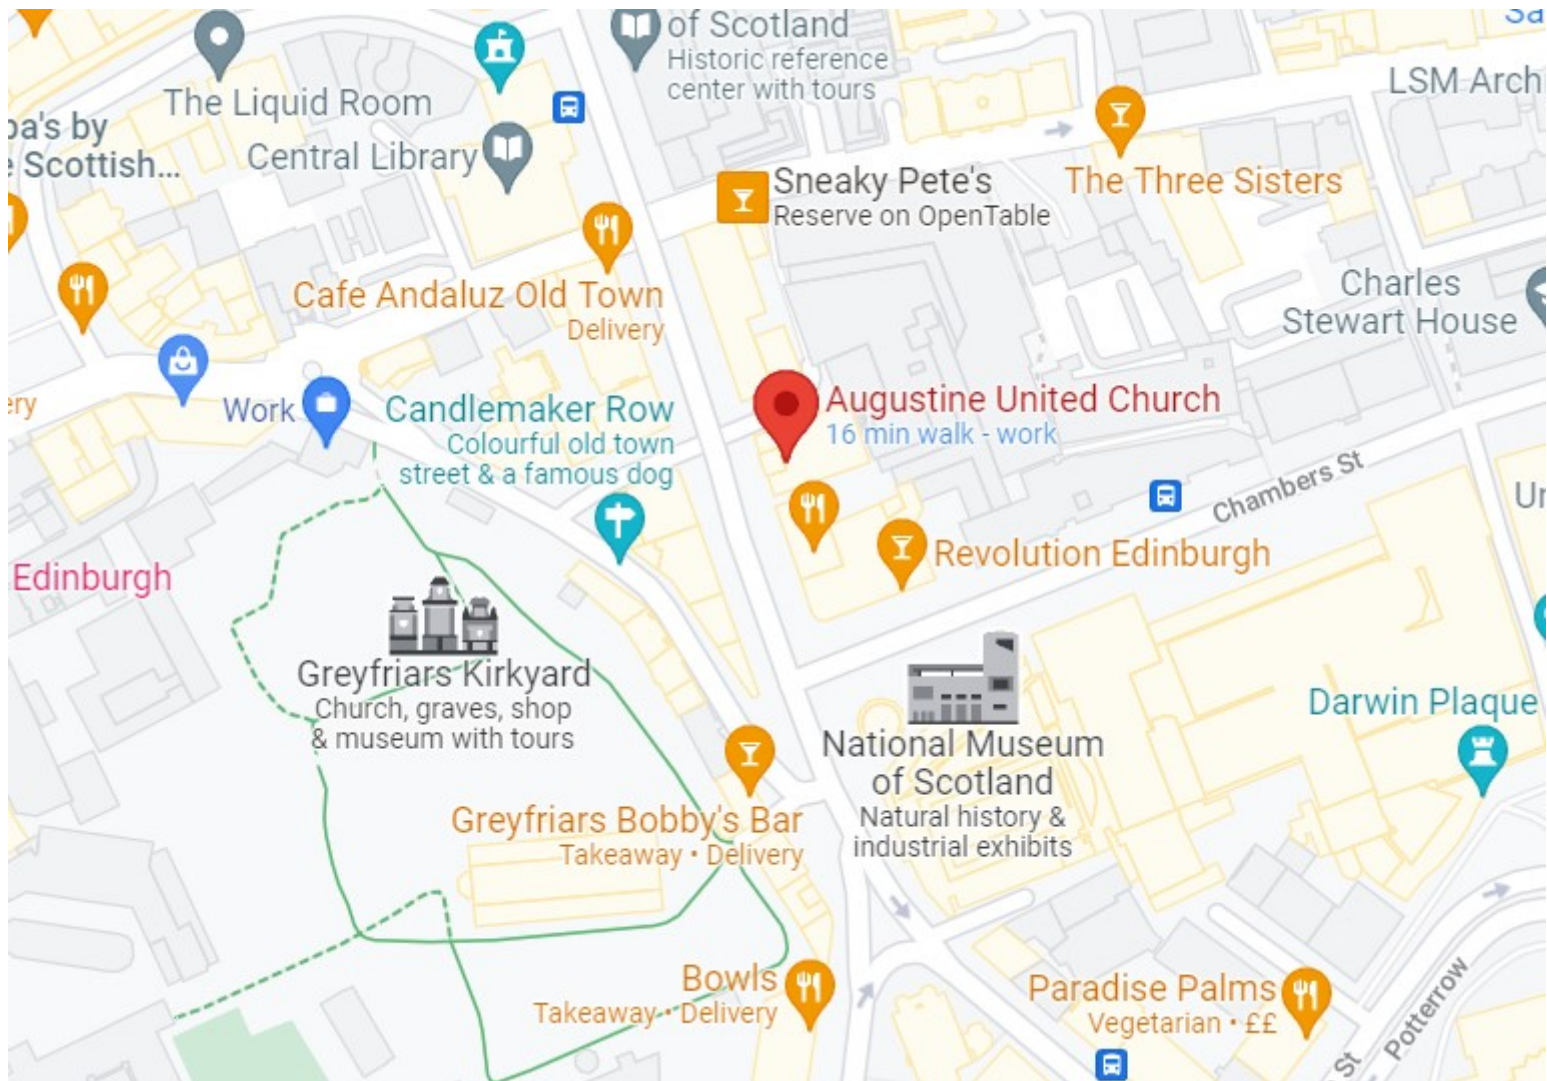 of Scotland
Historic reference
center with tours
The Liquid Room
LSM Archi
pa's by
e Scottish...
Central Library
Sneaky Pete's
Reserve on OpenTable
The Three Sisters
Cafe Andaluz Old Town
Delivery
Charles
Stewart House
ery
Work
Candlemaker Row
Colourful old town
street & a famous dog
Augustine United Church
16 min walk - work
Chambers St
Edinburgh
Revolution Edinburgh
Greyfriars Kirkyard
Church, graves, shop
& museum with tours
National Museum
of Scotland
Natural history &
industrial exhibits
Darwin Plaque
Greyfriars Bobby's Bar
Takeaway • Delivery
Bowls
Takeaway • Delivery
Paradise Palms
Vegetarian • ££
Potterrow
St